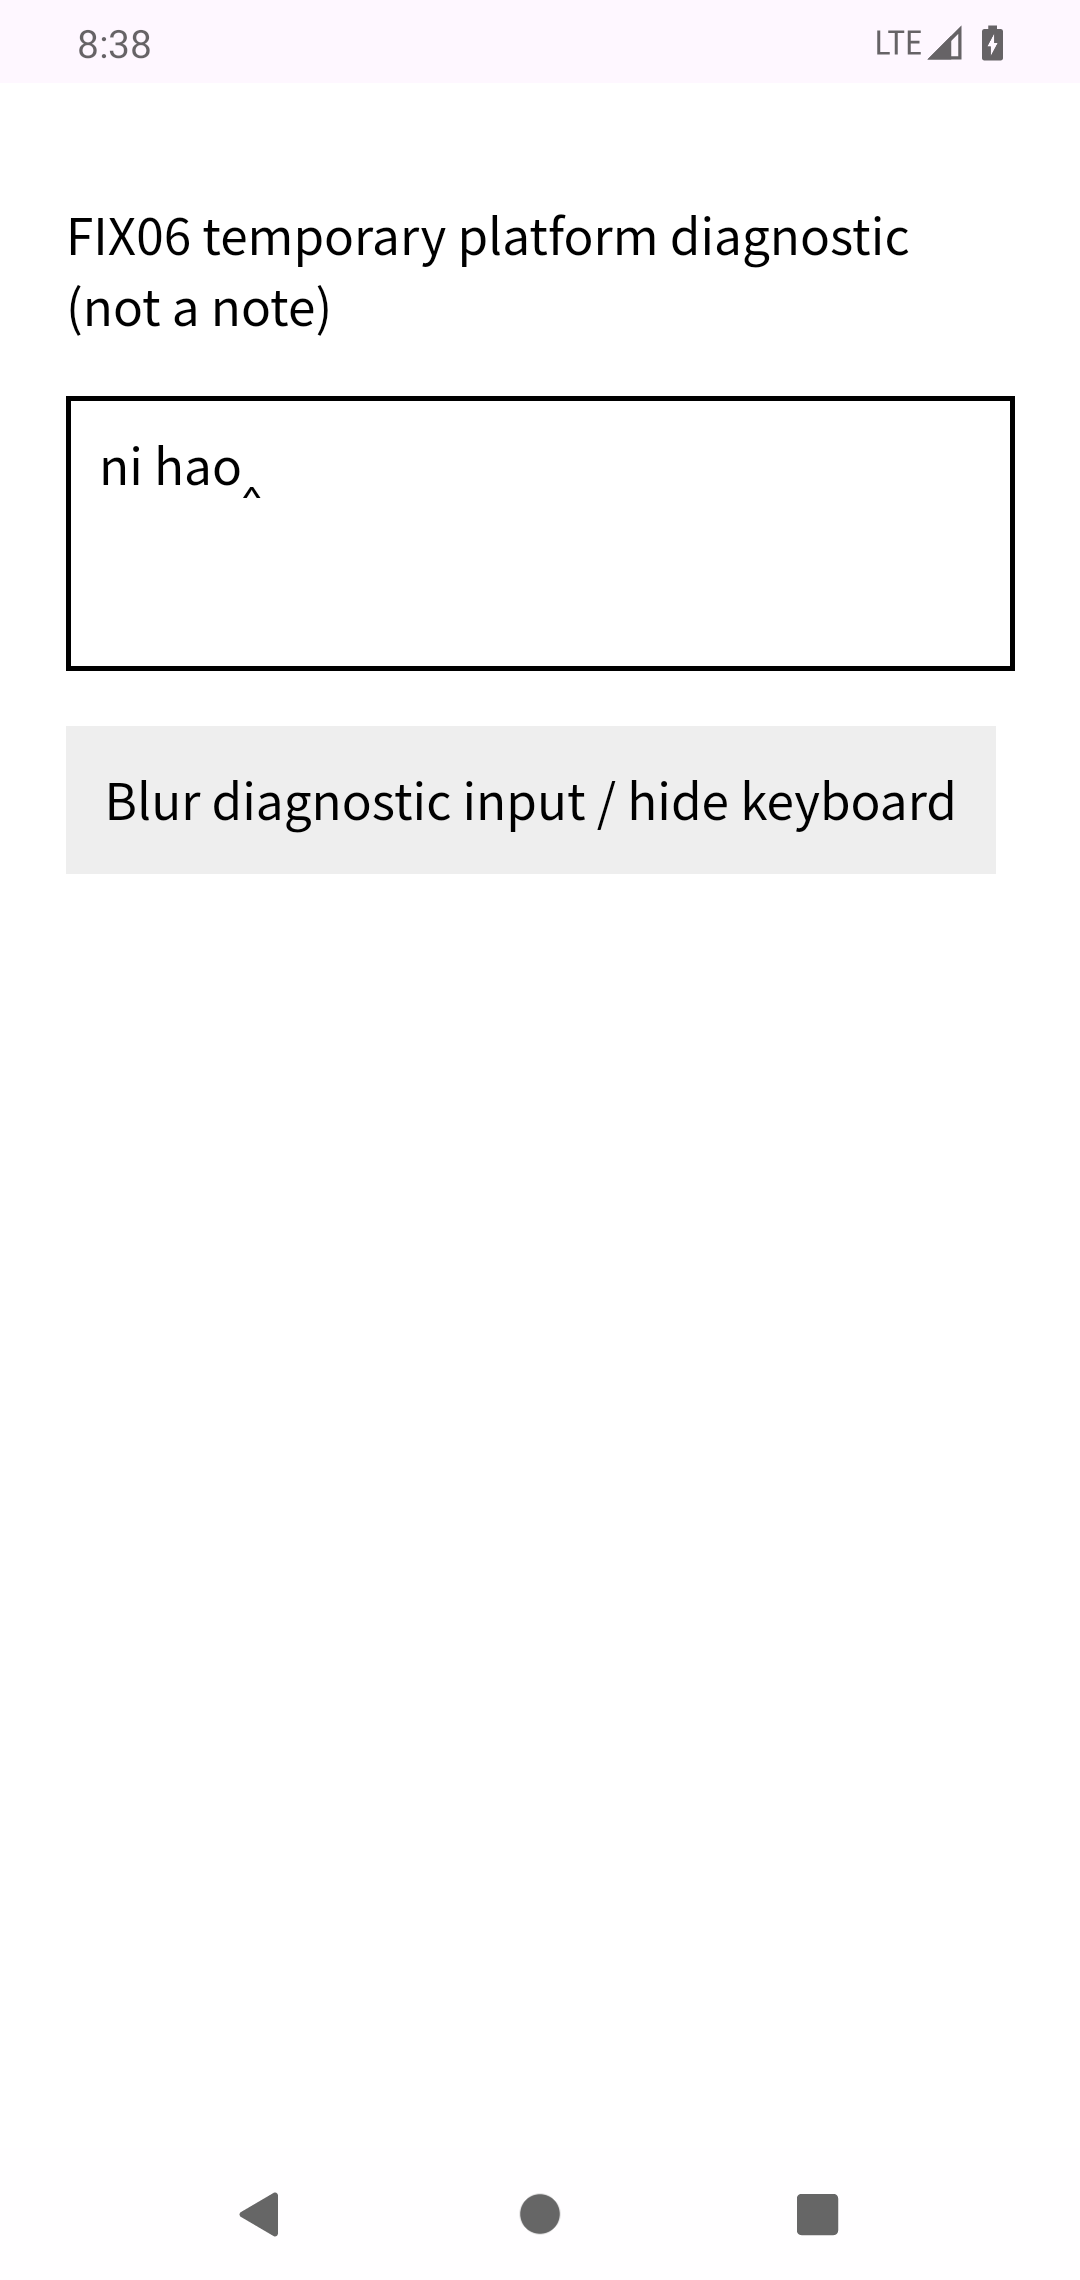 8:38 LTE
FIX06 temporary platform diagnostic
(not a note)
ni hao‸
Blur diagnostic input / hide keyboard